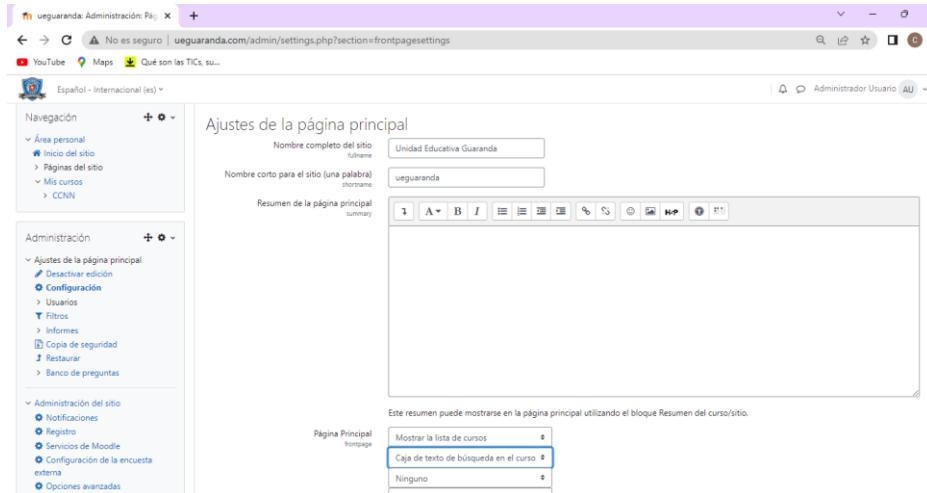 ueguaranda: Administración: Pág
No es seguro | ueguaranda.com/admin/settings.php?section=frontpagesettings
C
YouTube Maps Qué son las TICs, su...
Español - Internacional (es)
Administrador Usuario AU
Navegación
Área personal
Inicio del sitio
Páginas del sitio
Mis cursos
CCNN
Administración
Ajustes de la página principal
Desactivar edición
Configuración
Usuarios
Filtros
Informes
Copia de seguridad
Restaurar
Banco de preguntas
Administración del sitio
Notificaciones
Registro
Servicios de Moodle
Configuración de la encuesta
externa
Opciones avanzadas
Ajustes de la página principal
Nombre completo del sitio
fullname
Unidad Educativa Guaranda
Nombre corto para el sitio (una palabra)
shortname
ueguaranda
Resumen de la página principal
summary
A B I H-P
Este resumen puede mostrarse en la página principal utilizando el bloque Resumen del curso/sitio.
Página Principal
frontpage
Mostrar la lista de cursos
Caja de texto de búsqueda en el curso
Ninguno